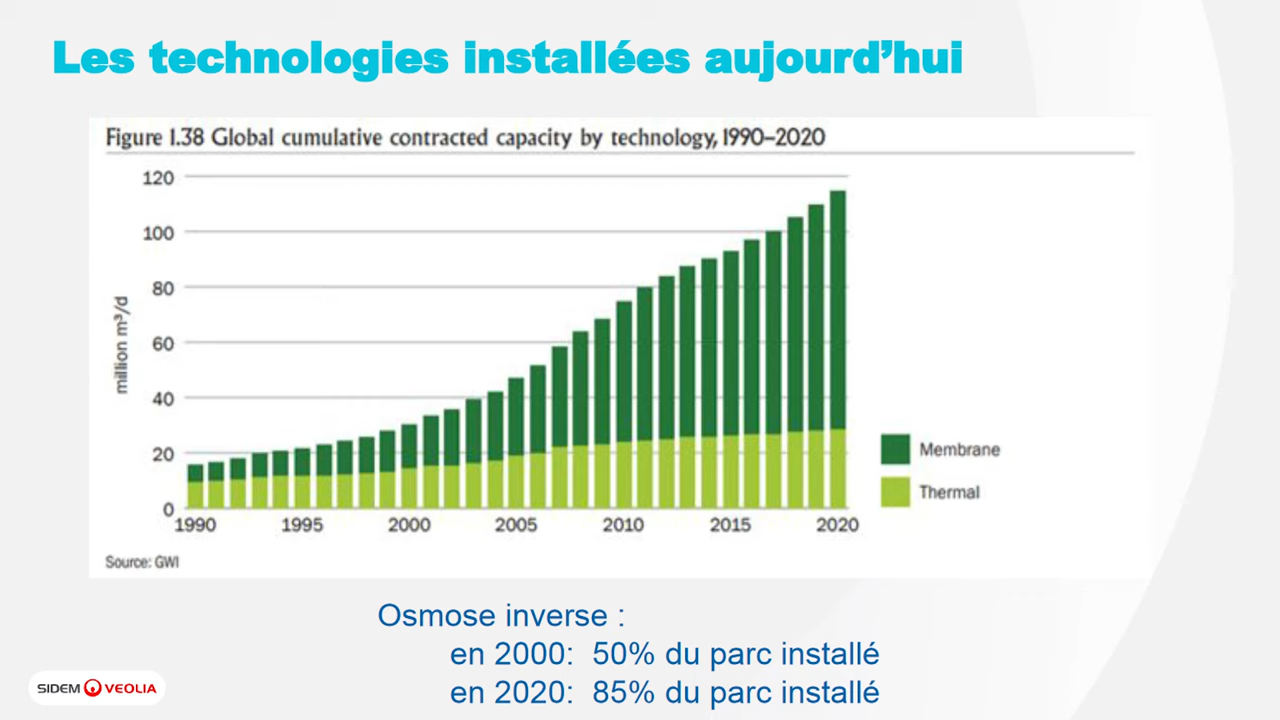 Les technologies installées aujourd’hui
Figure 1.38 Global cumulative contracted capacity by technology, 1990–2020
120
100
80
60
40
20
0
million m³/d
1990 1995 2000 2005 2010 2015 2020
Membrane
Thermal
Source: GWI
Osmose inverse :
en 2000: 50% du parc installé
en 2020: 85% du parc installé
SIDEM VEOLIA